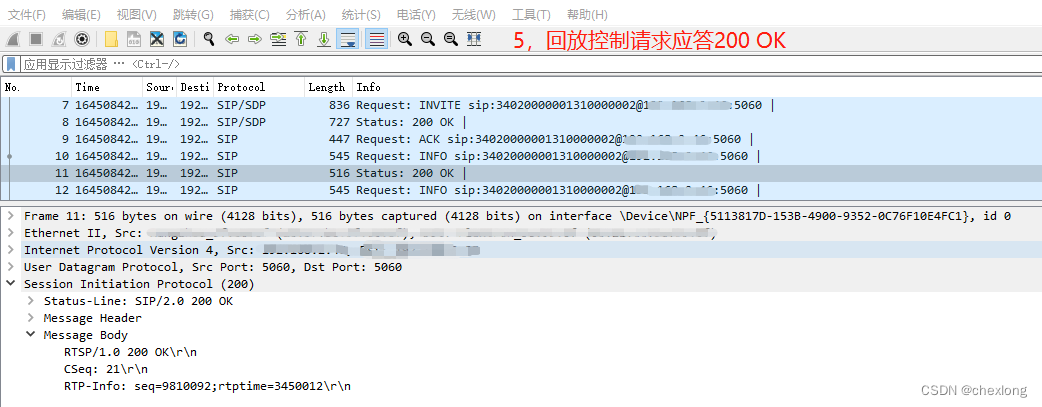 文件(F) 编辑(E) 视图(V) 跳转(G) 捕获(C) 分析(A) 统计(S) 电话(Y) 无线(W) 工具(T) 帮助(H)
5，回放控制请求应答200 OK
应用显示过滤器 … <Ctrl-/>
No. Time Sourc Desti Protocol Length Info
7 16450842… 19… 192… SIP/SDP 836 Request: INVITE sip:34020000001310000002@1 :5060 |
8 16450842… 19… 192… SIP/SDP 727 Status: 200 OK |
9 16450842… 19… 192… SIP 447 Request: ACK sip:34020000001310000002@ :5060 |
10 16450842… 19… 192… SIP 545 Request: INFO sip:34020000001310000002@ :5060 |
11 16450842… 19… 192… SIP 516 Status: 200 OK |
12 16450842… 19… 192… SIP 545 Request: INFO sip:34020000001310000002@1 :5060 |
Frame 11: 516 bytes on wire (4128 bits), 516 bytes captured (4128 bits) on interface \Device\NPF_{5113817D-153B-4900-9352-0C76F10E4FC1}, id 0
Ethernet II, Src:
Internet Protocol Version 4, Src:
User Datagram Protocol, Src Port: 5060, Dst Port: 5060
Session Initiation Protocol (200)
Status-Line: SIP/2.0 200 OK
Message Header
Message Body
RTSP/1.0 200 OK\r\n
CSeq: 21\r\n
RTP-Info: seq=9810092;rtptime=3450012\r\n
CSDN @chexlong